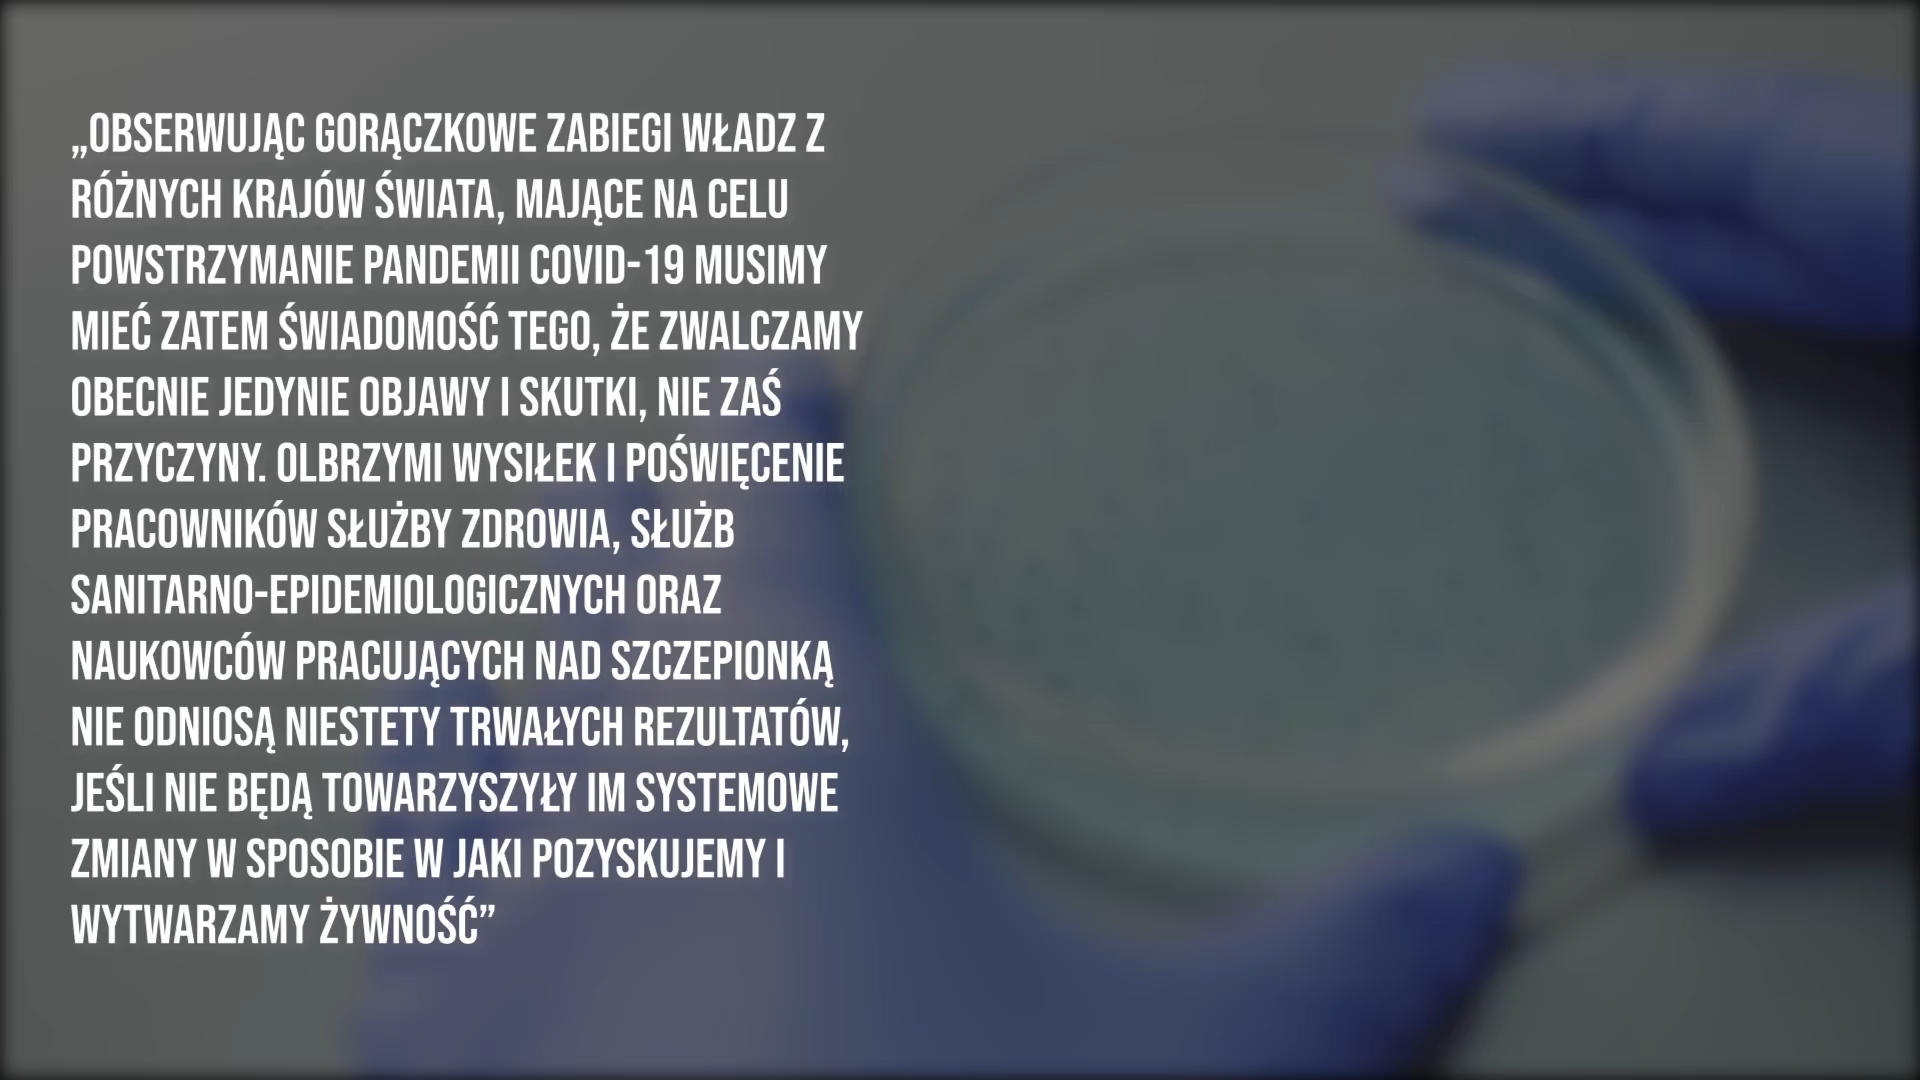 „OBSERWUJĄC GORĄCZKOWE ZABIEGI WŁADZ Z
RÓŻNYCH KRAJÓW ŚWIATA, MAJĄCE NA CELU
POWSTRZYMANIE PANDEMII COVID-19 MUSIMY
MIEĆ ZATEM ŚWIADOMOŚĆ TEGO, ŻE ZWALCZAMY
OBECNIE JEDYNIE OBJAWY I SKUTKI, NIE ZAŚ
PRZYCZYNY. OLBRZYMI WYSIŁEK I POŚWIĘCENIE
PRACOWNIKÓW SŁUŻBY ZDROWIA, SŁUŻB
SANITARNO-EPIDEMIOLOGICZNYCH ORAZ
NAUKOWCÓW PRACUJĄCYCH NAD SZCZEPIONKĄ
NIE ODNIOSĄ NIESTETY TRWAŁYCH REZULTATÓW,
JEŚLI NIE BĘDĄ TOWARZYSZYŁY IM SYSTEMOWE
ZMIANY W SPOSOBIE W JAKI POZYSKUJEMY I
WYTWARZAMY ŻYWNOŚĆ”